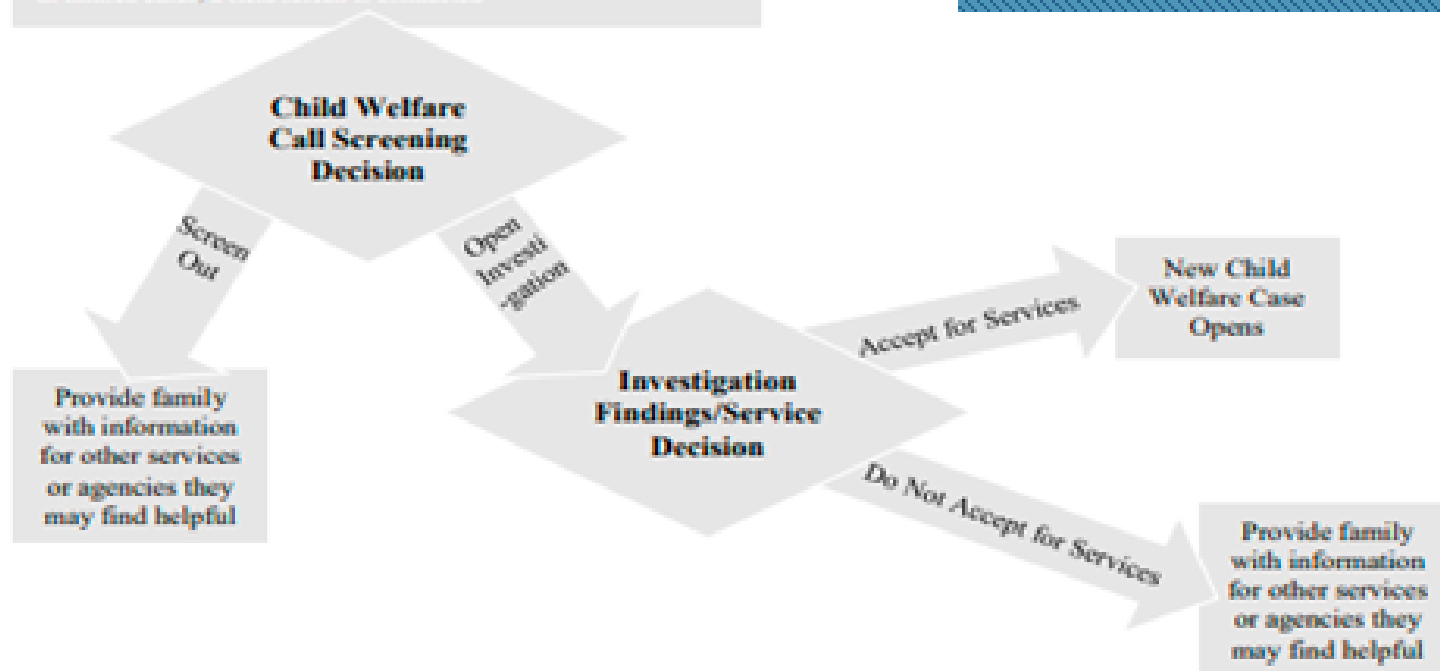 Child Welfare
Call Screening
Decision
Screen
Out
Open
Investi
-gation
Accept for Services
New Child
Welfare Case
Opens
Investigation
Findings/Service
Decision
Provide family
with information
for other services
or agencies they
may find helpful
Do Not Accept for Services
Provide family
with information
for other services
or agencies they
may find helpful